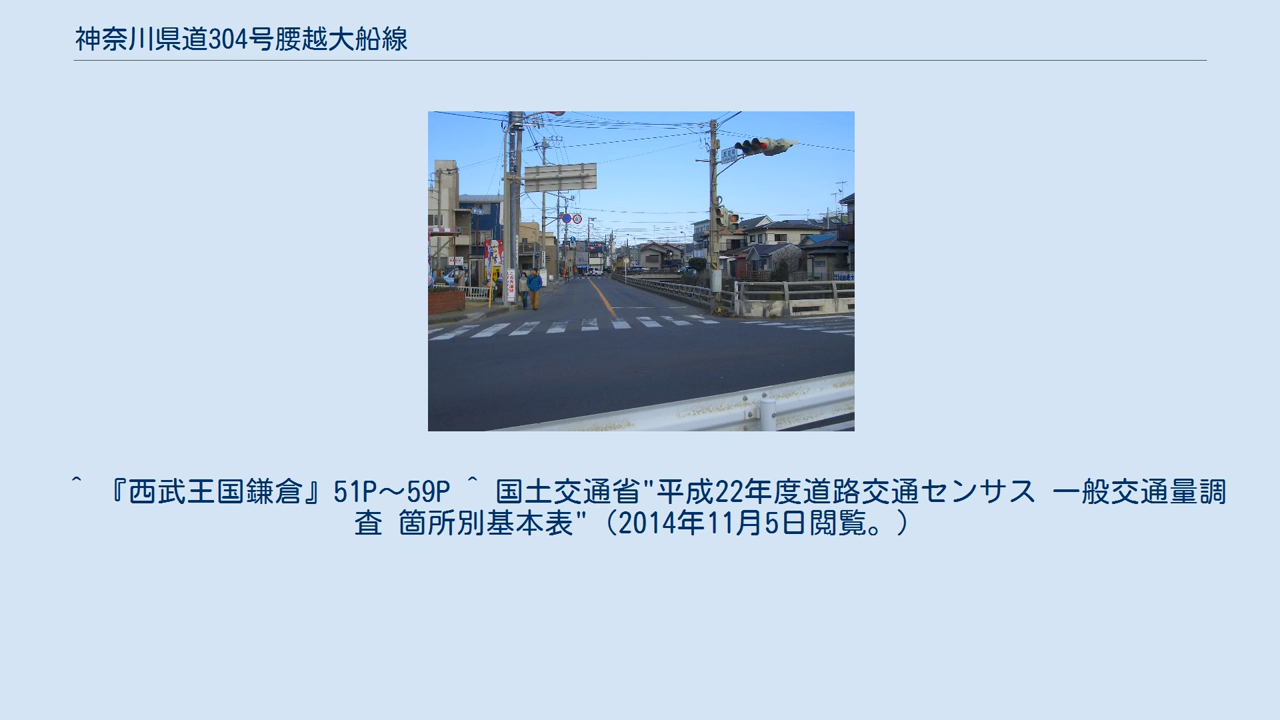 神奈川県道304号腰越大船線
^ 『西武王国鎌倉』51P～59P ^ 国土交通省"平成22年度道路交通センサス 一般交通量調
査 箇所別基本表"（2014年11月5日閲覧。）